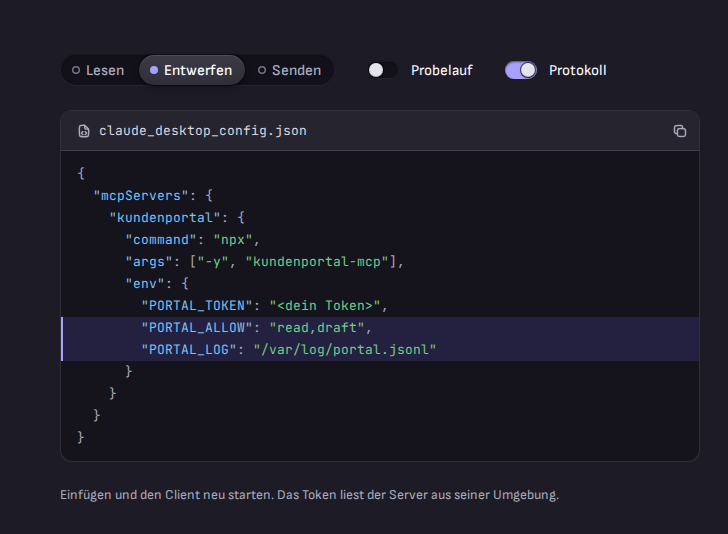 Lesen Entwerfen Senden Probelauf Protokoll
claude_desktop_config.json
{
  "mcpServers": {
    "kundenportal": {
      "command": "npx",
      "args": ["-y", "kundenportal-mcp"],
      "env": {
        "PORTAL_TOKEN": "<dein Token>",
        "PORTAL_ALLOW": "read,draft",
        "PORTAL_LOG": "/var/log/portal.jsonl"
      }
    }
  }
}
Einfügen und den Client neu starten. Das Token liest der Server aus seiner Umgebung.